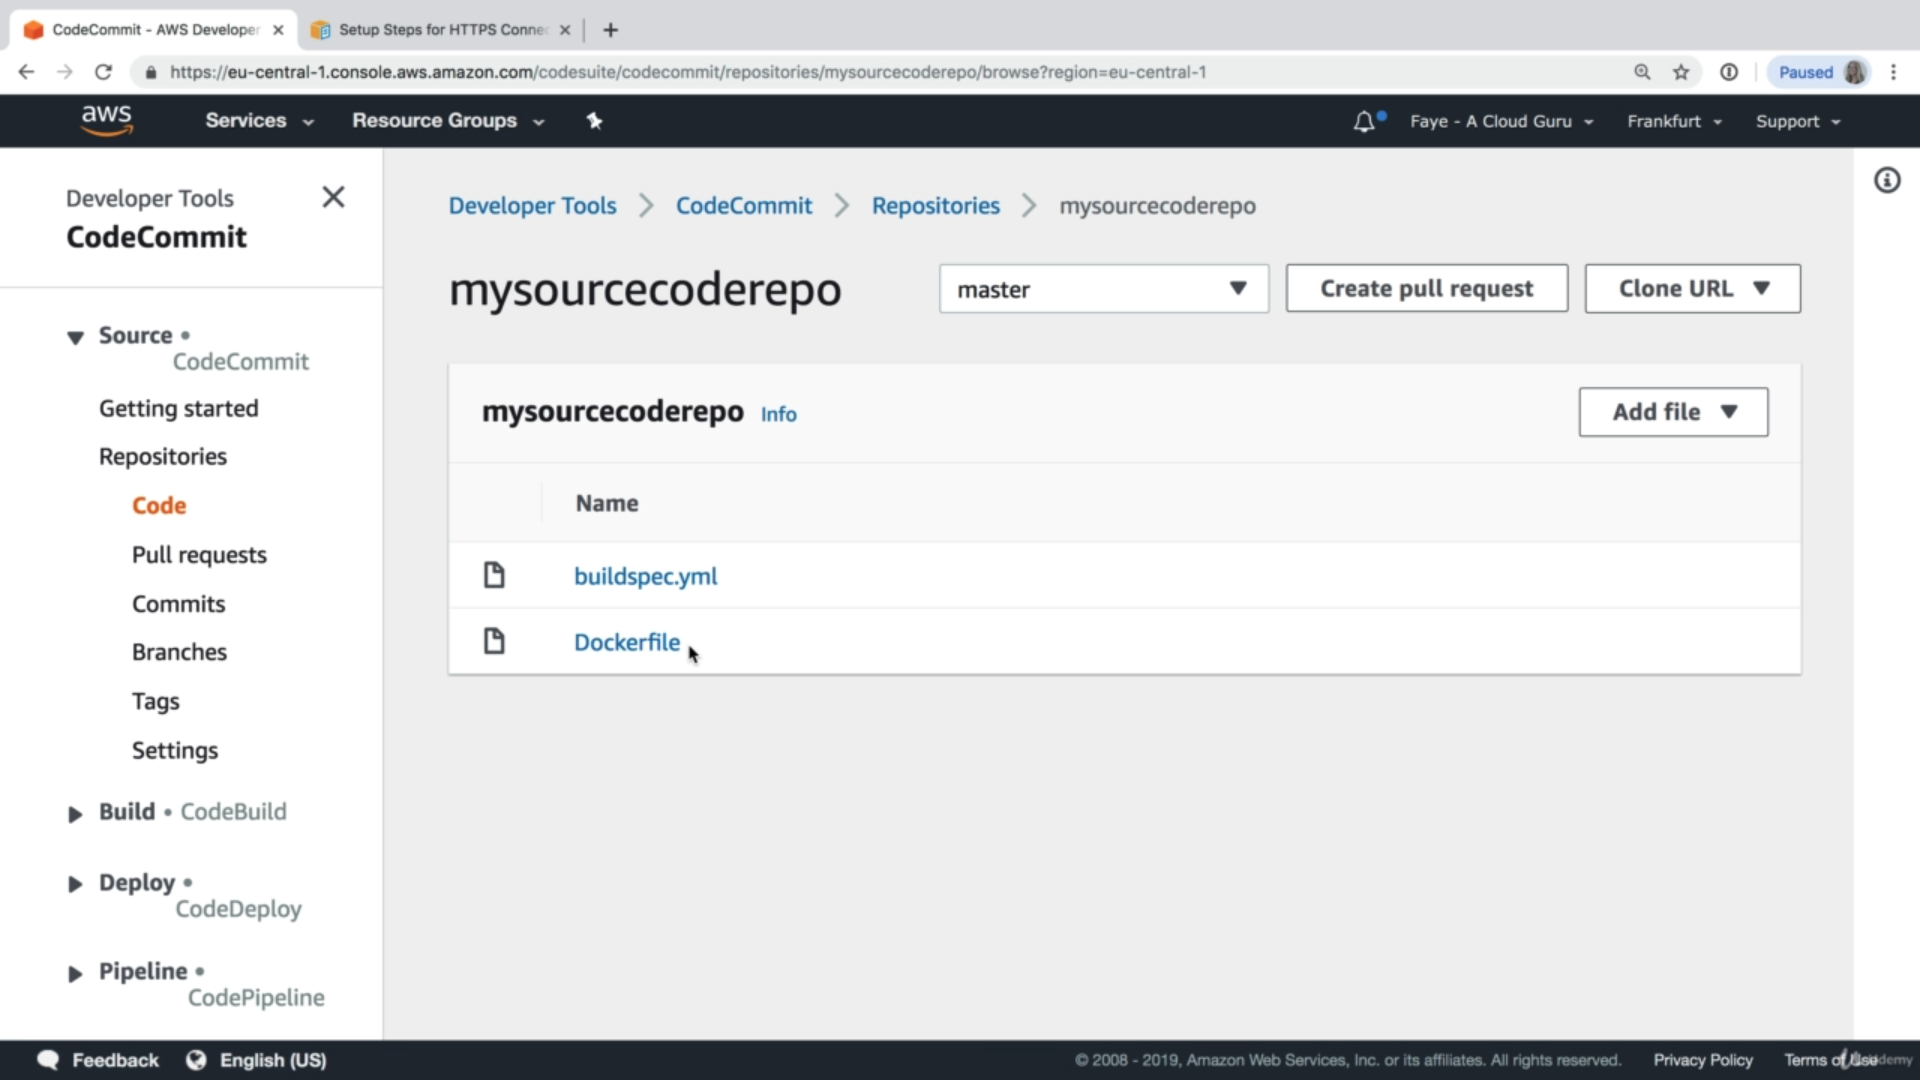 CodeCommit - AWS Developer
Setup Steps for HTTPS Connec
https://eu-central-1.console.aws.amazon.com/codesuite/codecommit/repositories/mysourcecoderepo/browse?region=eu-central-1
Paused
aws
Services
Resource Groups
Faye - A Cloud Guru
Frankfurt
Support
Developer Tools
CodeCommit
Source •
CodeCommit
Getting started
Repositories
Code
Pull requests
Commits
Branches
Tags
Settings
Build • CodeBuild
Deploy •
CodeDeploy
Pipeline •
CodePipeline
Developer Tools
CodeCommit
Repositories
mysourcecoderepo
mysourcecoderepo
master
Create pull request
Clone URL
mysourcecoderepo Info
Add file
Name
buildspec.yml
Dockerfile
Feedback
English (US)
© 2008 - 2019, Amazon Web Services, Inc. or its affiliates. All rights reserved.
Privacy Policy
Terms of Use